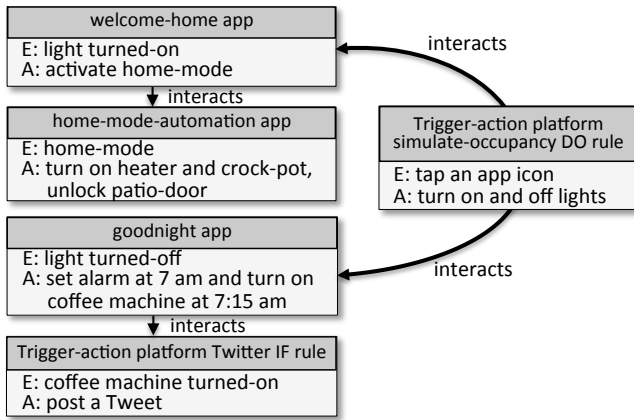 welcome-home app
E: light turned-on
A: activate home-mode
interacts
interacts
home-mode-automation app
E: home-mode
A: turn on heater and crock-pot,
unlock patio-door
Trigger-action platform
simulate-occupancy DO rule
E: tap an app icon
A: turn on and off lights
goodnight app
E: light turned-off
A: set alarm at 7 am and turn on
coffee machine at 7:15 am
interacts
interacts
Trigger-action platform Twitter IF rule
E: coffee machine turned-on
A: post a Tweet